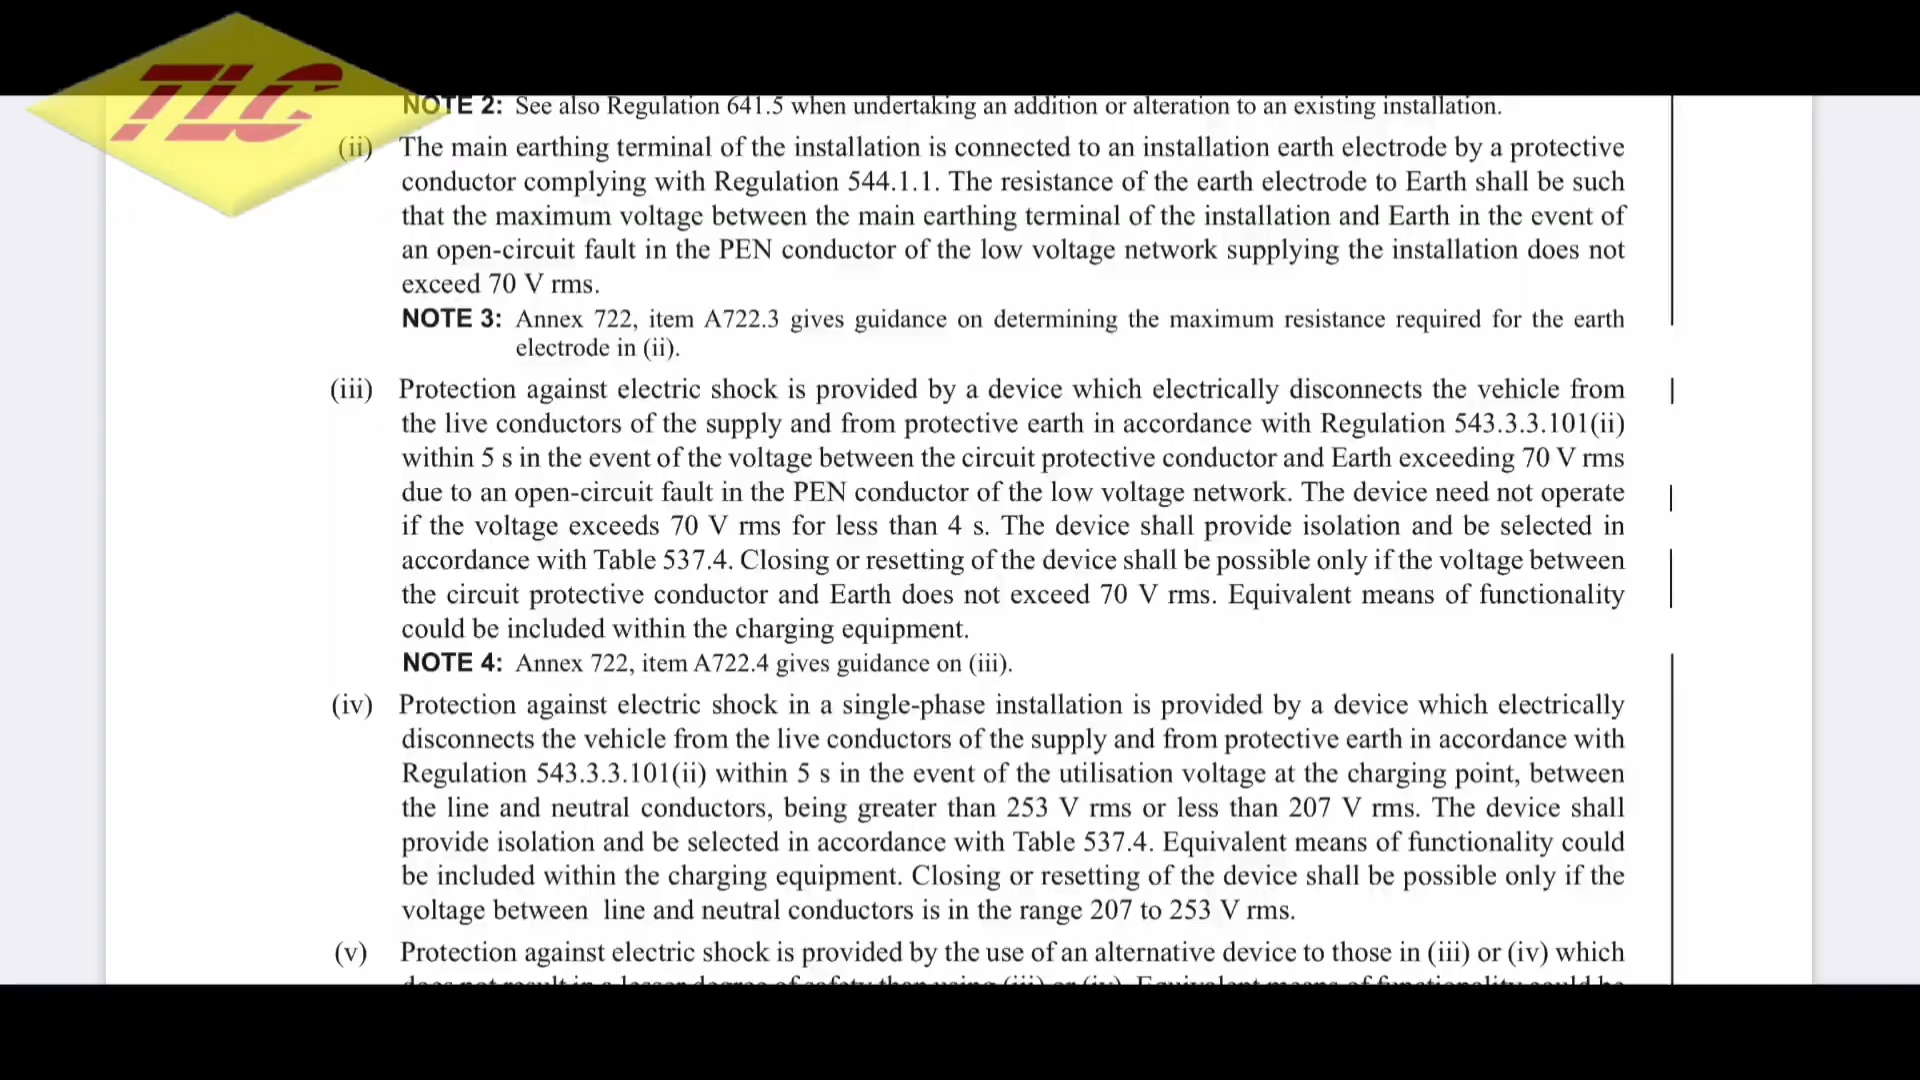 TLC
NOTE 2: See also Regulation 641.5 when undertaking an addition or alteration to an existing installation.
(ii) The main earthing terminal of the installation is connected to an installation earth electrode by a protective
conductor complying with Regulation 544.1.1. The resistance of the earth electrode to Earth shall be such
that the maximum voltage between the main earthing terminal of the installation and Earth in the event of
an open-circuit fault in the PEN conductor of the low voltage network supplying the installation does not
exceed 70 V rms.
NOTE 3: Annex 722, item A722.3 gives guidance on determining the maximum resistance required for the earth
electrode in (ii).
(iii) Protection against electric shock is provided by a device which electrically disconnects the vehicle from
the live conductors of the supply and from protective earth in accordance with Regulation 543.3.3.101(ii)
within 5 s in the event of the voltage between the circuit protective conductor and Earth exceeding 70 V rms
due to an open-circuit fault in the PEN conductor of the low voltage network. The device need not operate
if the voltage exceeds 70 V rms for less than 4 s. The device shall provide isolation and be selected in
accordance with Table 537.4. Closing or resetting of the device shall be possible only if the voltage between
the circuit protective conductor and Earth does not exceed 70 V rms. Equivalent means of functionality
could be included within the charging equipment.
NOTE 4: Annex 722, item A722.4 gives guidance on (iii).
(iv) Protection against electric shock in a single-phase installation is provided by a device which electrically
disconnects the vehicle from the live conductors of the supply and from protective earth in accordance with
Regulation 543.3.3.101(ii) within 5 s in the event of the utilisation voltage at the charging point, between
the line and neutral conductors, being greater than 253 V rms or less than 207 V rms. The device shall
provide isolation and be selected in accordance with Table 537.4. Equivalent means of functionality could
be included within the charging equipment. Closing or resetting of the device shall be possible only if the
voltage between line and neutral conductors is in the range 207 to 253 V rms.
(v) Protection against electric shock is provided by the use of an alternative device to those in (iii) or (iv) which
does not result in a lesser degree of safety than using (iii) or (iv). Equivalent means of functionality could be